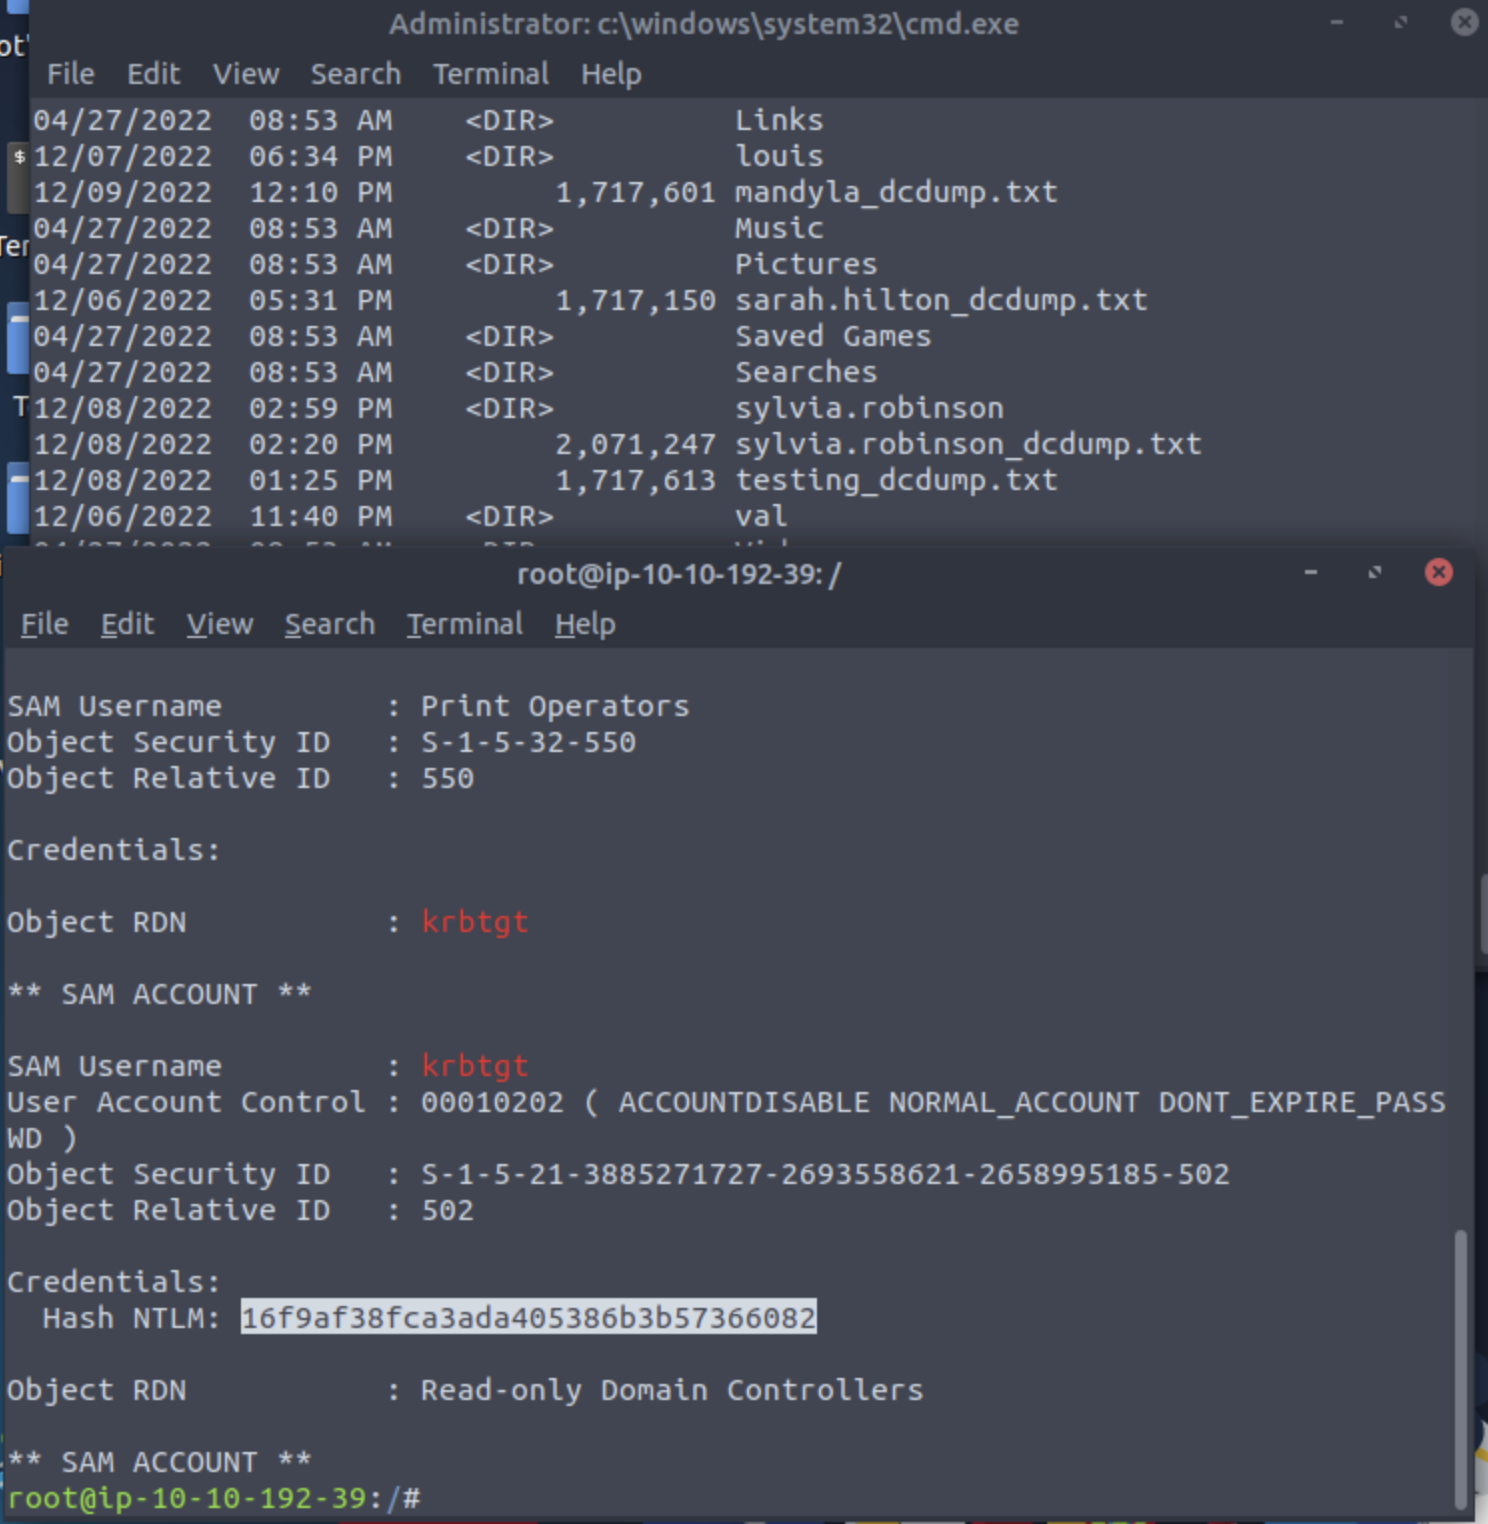 Administrator: c:\windows\system32\cmd.exe
File Edit View Search Terminal Help
04/27/2022 08:53 AM <DIR> Links
12/07/2022 06:34 PM <DIR> louis
12/09/2022 12:10 PM 1,717,601 mandyla_dcdump.txt
04/27/2022 08:53 AM <DIR> Music
04/27/2022 08:53 AM <DIR> Pictures
12/06/2022 05:31 PM 1,717,150 sarah.hilton_dcdump.txt
04/27/2022 08:53 AM <DIR> Saved Games
04/27/2022 08:53 AM <DIR> Searches
12/08/2022 02:59 PM <DIR> sylvia.robinson
12/08/2022 02:20 PM 2,071,247 sylvia.robinson_dcdump.txt
12/08/2022 01:25 PM 1,717,613 testing_dcdump.txt
12/06/2022 11:40 PM <DIR> val
root@ip-10-10-192-39: /
File Edit View Search Terminal Help
SAM Username : Print Operators
Object Security ID : S-1-5-32-550
Object Relative ID : 550
Credentials:
Object RDN : krbtgt
** SAM ACCOUNT **
SAM Username : krbtgt
User Account Control : 00010202 ( ACCOUNTDISABLE NORMAL_ACCOUNT DONT_EXPIRE_PASS
WD )
Object Security ID : S-1-5-21-3885271727-2693558621-2658995185-502
Object Relative ID : 502
Credentials:
Hash NTLM: 16f9af38fca3ada405386b3b57366082
Object RDN : Read-only Domain Controllers
** SAM ACCOUNT **
root@ip-10-10-192-39:/#